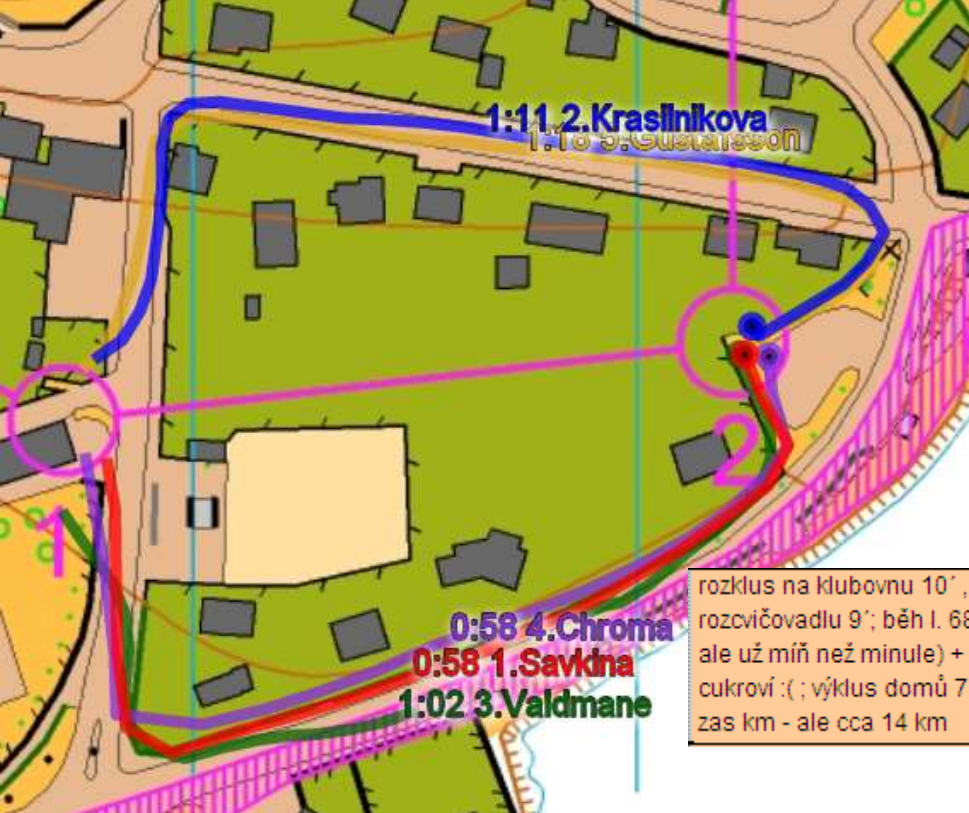 1:11 2.Krasilnikova
1:18 5.Gustafsson
2
1
0:58 4.Chroma
0:58 1.Savkina
1:02 3.Valdmane
rozklus na klubovnu 10´,
rozcvičovadlu 9´; běh l. 68
ale už míň než minule) +
cukroví :( ; výklus domů 7
zas km - ale cca 14 km